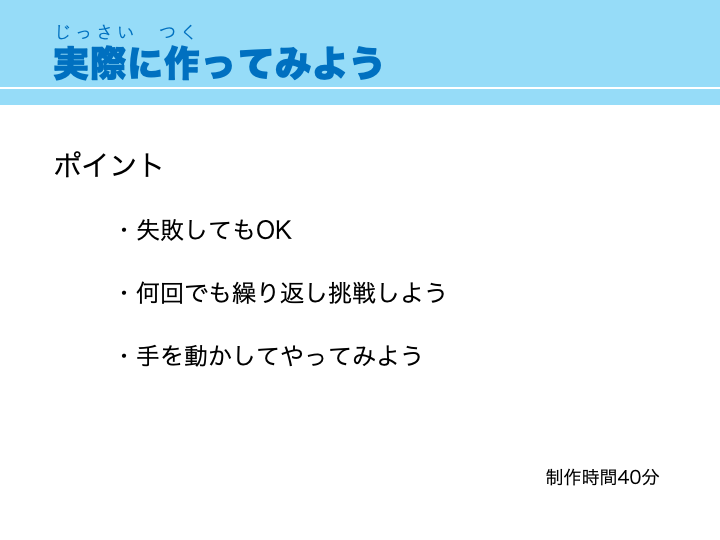 じっさい つく
実際に作ってみよう
ポイント
・失敗してもOK
・何回でも繰り返し挑戦しよう
・手を動かしてやってみよう
制作時間40分